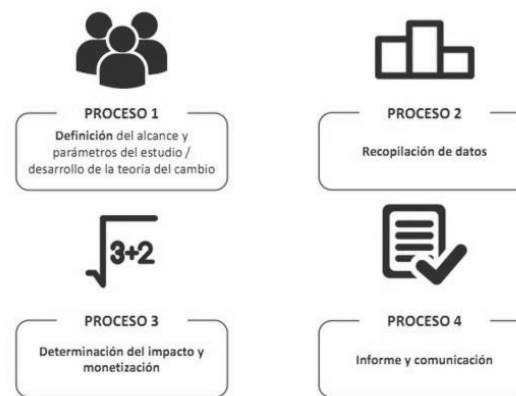 PROCESO 1
Definición del alcance y
parámetros del estudio /
desarrollo de la teoría del cambio
PROCESO 2
Recopilación de datos
3+2
PROCESO 3
Determinación del impacto y
monetización
PROCESO 4
Informe y comunicación